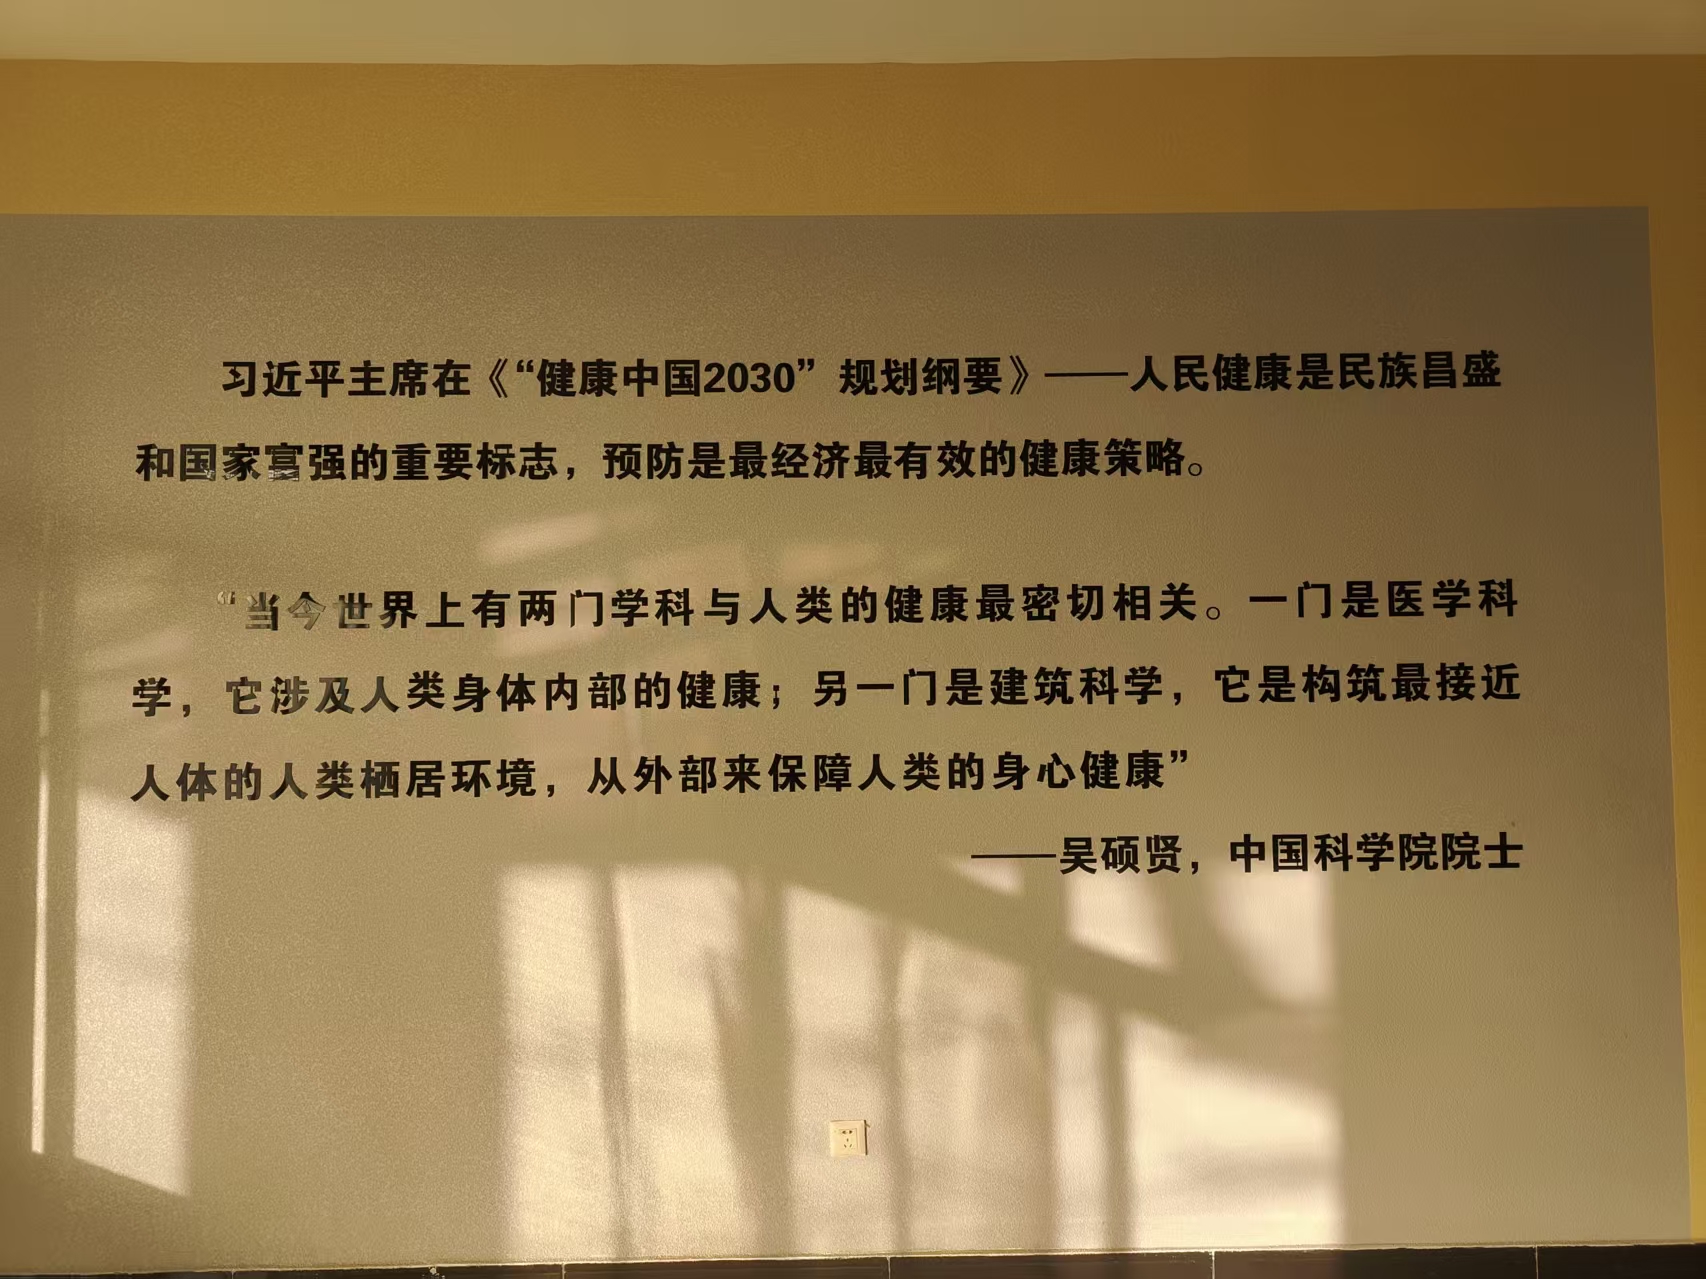 习近平主席在《“健康中国2030”规划纲要》——人民健康是民族昌盛
和国家富强的重要标志，预防是最经济最有效的健康策略。
“当今世界上有两门学科与人类的健康最密切相关。一门是医学科
学，它涉及人类身体内部的健康；另一门是建筑科学，它是构筑最接近
人体的人类栖居环境，从外部来保障人类的身心健康”
——吴硕贤，中国科学院院士